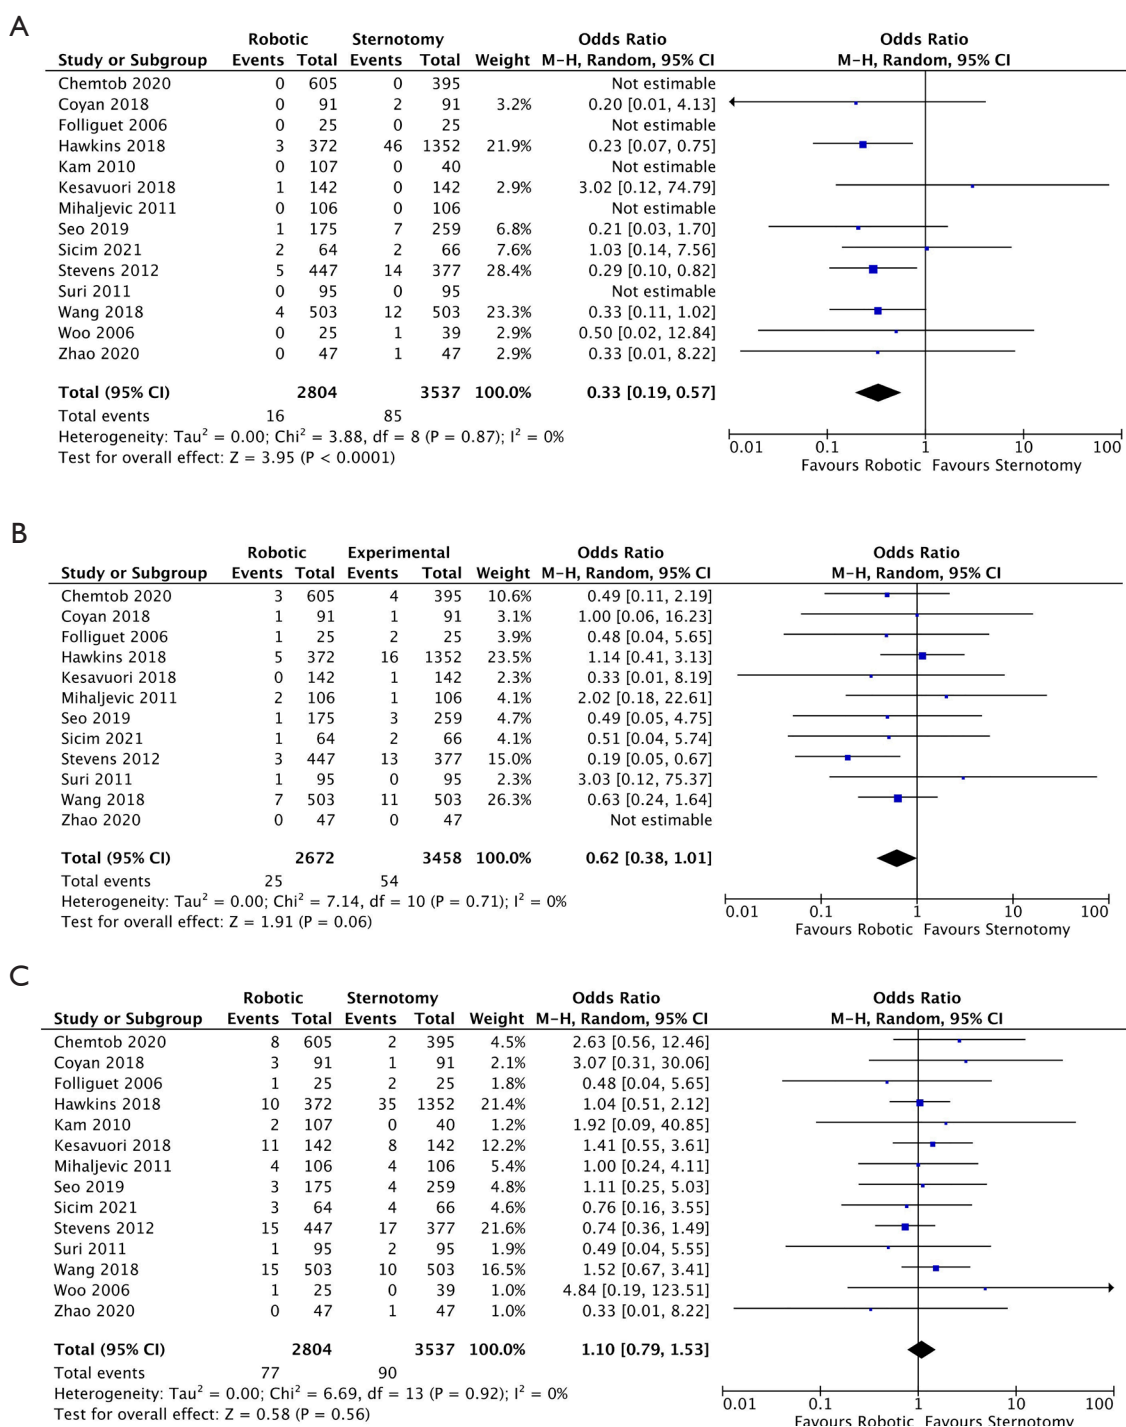 A
Robotic Sternotomy Odds Ratio Odds Ratio
Study or Subgroup Events Total Events Total Weight M-H, Random, 95% CI M-H, Random, 95% CI
Chemtob 2020 0 605 0 395 Not estimable
Coyan 2018 0 91 2 91 3.2% 0.20 [0.01, 4.13]
Folliguet 2006 0 25 0 25 Not estimable
Hawkins 2018 3 372 46 1352 21.9% 0.23 [0.07, 0.75]
Kam 2010 0 107 0 40 Not estimable
Kesavuori 2018 1 142 0 142 2.9% 3.02 [0.12, 74.79]
Mihaljevic 2011 0 106 0 106 Not estimable
Seo 2019 1 175 7 259 6.8% 0.21 [0.03, 1.70]
Sicim 2021 2 64 2 66 7.6% 1.03 [0.14, 7.56]
Stevens 2012 5 447 14 377 28.4% 0.29 [0.10, 0.82]
Suri 2011 0 95 0 95 Not estimable
Wang 2018 4 503 12 503 23.3% 0.33 [0.11, 1.02]
Woo 2006 0 25 1 39 2.9% 0.50 [0.02, 12.84]
Zhao 2020 0 47 1 47 2.9% 0.33 [0.01, 8.22]
Total (95% CI) 2804 3537 100.0% 0.33 [0.19, 0.57]
Total events 16 85
Heterogeneity: Tau² = 0.00; Chi² = 3.88, df = 8 (P = 0.87); I² = 0%
Test for overall effect: Z = 3.95 (P < 0.0001)
0.01 0.1 1 10 100
Favours Robotic Favours Sternotomy
B
Robotic Experimental Odds Ratio Odds Ratio
Study or Subgroup Events Total Events Total Weight M-H, Random, 95% CI M-H, Random, 95% CI
Chemtob 2020 3 605 4 395 10.6% 0.49 [0.11, 2.19]
Coyan 2018 1 91 1 91 3.1% 1.00 [0.06, 16.23]
Folliguet 2006 1 25 2 25 3.9% 0.48 [0.04, 5.65]
Hawkins 2018 5 372 16 1352 23.5% 1.14 [0.41, 3.13]
Kesavuori 2018 0 142 1 142 2.3% 0.33 [0.01, 8.19]
Mihaljevic 2011 2 106 1 106 4.1% 2.02 [0.18, 22.61]
Seo 2019 1 175 3 259 4.7% 0.49 [0.05, 4.75]
Sicim 2021 1 64 2 66 4.1% 0.51 [0.04, 5.74]
Stevens 2012 3 447 13 377 15.0% 0.19 [0.05, 0.67]
Suri 2011 1 95 0 95 2.3% 3.03 [0.12, 75.37]
Wang 2018 7 503 11 503 26.3% 0.63 [0.24, 1.64]
Zhao 2020 0 47 0 47 Not estimable
Total (95% CI) 2672 3458 100.0% 0.62 [0.38, 1.01]
Total events 25 54
Heterogeneity: Tau² = 0.00; Chi² = 7.14, df = 10 (P = 0.71); I² = 0%
Test for overall effect: Z = 1.91 (P = 0.06)
0.01 0.1 1 10 100
Favours Robotic Favours Sternotomy
C
Robotic Sternotomy Odds Ratio Odds Ratio
Study or Subgroup Events Total Events Total Weight M-H, Random, 95% CI M-H, Random, 95% CI
Chemtob 2020 8 605 2 395 4.5% 2.63 [0.56, 12.46]
Coyan 2018 3 91 1 91 2.1% 3.07 [0.31, 30.06]
Folliguet 2006 1 25 2 25 1.8% 0.48 [0.04, 5.65]
Hawkins 2018 10 372 35 1352 21.4% 1.04 [0.51, 2.12]
Kam 2010 2 107 0 40 1.2% 1.92 [0.09, 40.85]
Kesavuori 2018 11 142 8 142 12.2% 1.41 [0.55, 3.61]
Mihaljevic 2011 4 106 4 106 5.4% 1.00 [0.24, 4.11]
Seo 2019 3 175 4 259 4.8% 1.11 [0.25, 5.03]
Sicim 2021 3 64 4 66 4.6% 0.76 [0.16, 3.55]
Stevens 2012 15 447 17 377 21.6% 0.74 [0.36, 1.49]
Suri 2011 1 95 2 95 1.9% 0.49 [0.04, 5.55]
Wang 2018 15 503 10 503 16.5% 1.52 [0.67, 3.41]
Woo 2006 1 25 0 39 1.0% 4.84 [0.19, 123.51]
Zhao 2020 0 47 1 47 1.0% 0.33 [0.01, 8.22]
Total (95% CI) 2804 3537 100.0% 1.10 [0.79, 1.53]
Total events 77 90
Heterogeneity: Tau² = 0.00; Chi² = 6.69, df = 13 (P = 0.92); I² = 0%
Test for overall effect: Z = 0.58 (P = 0.56)
0.01 0.1 1 10 100
Favours Robotic Favours Sternotomy